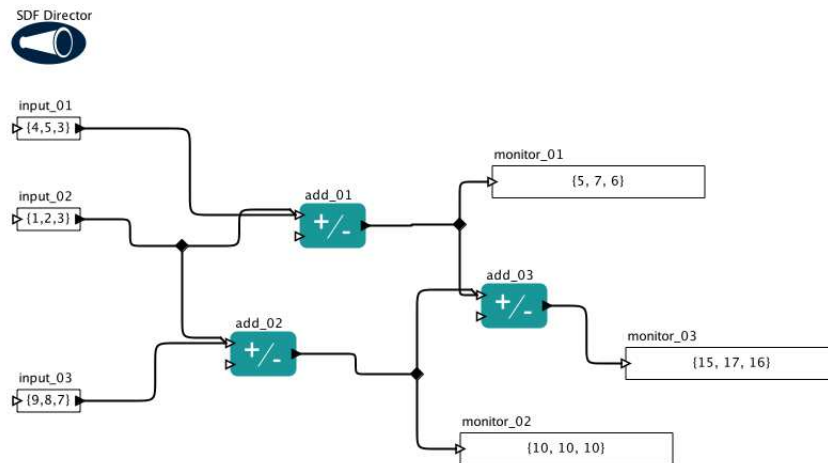 SDF Director
input_01
{4,5,3}
input_02
{1,2,3}
input_03
{9,8,7}
add_01
+/-
add_02
+/-
add_03
+/-
monitor_01
{5, 7, 6}
monitor_03
{15, 17, 16}
monitor_02
{10, 10, 10}